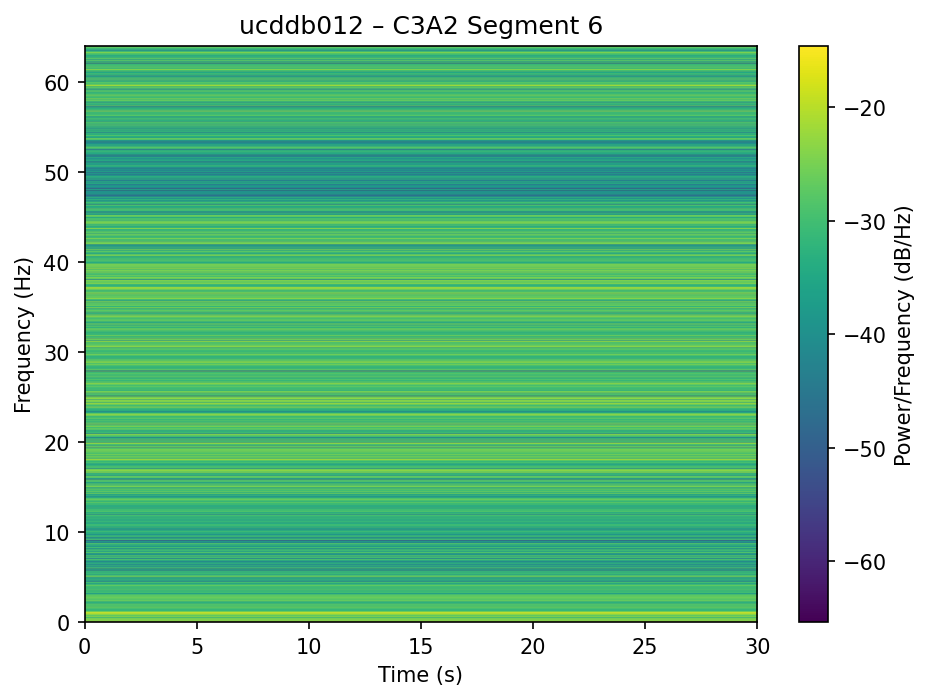 ucddb012 – C3A2 Segment 6
60
50
40
30
20
10
0
Frequency (Hz)
0 5 10 15 20 25 30
Time (s)
−20
−30
−40
−50
−60
Power/Frequency (dB/Hz)